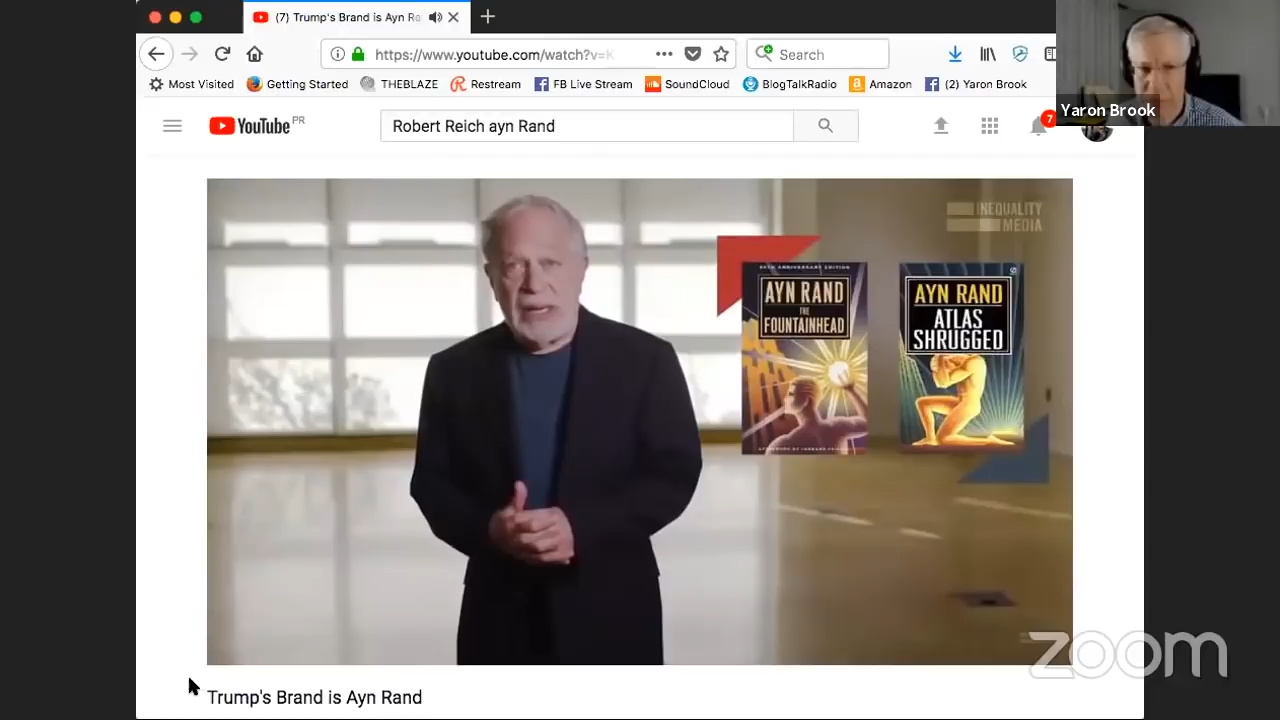 (7) Trump's Brand is Ayn Ra
https://www.youtube.com/watch?v=
Search
Most Visited
Getting Started
THEBLAZE
Restream
FB Live Stream
SoundCloud
BlogTalkRadio
Amazon
(2) Yaron Brook
Yaron Brook
YouTube PR
Robert Reich ayn Rand
7
INEQUALITY
MEDIA
AYN RAND
THE
FOUNTAINHEAD
AYN RAND
ATLAS
SHRUGGED
zoom
Trump's Brand is Ayn Rand